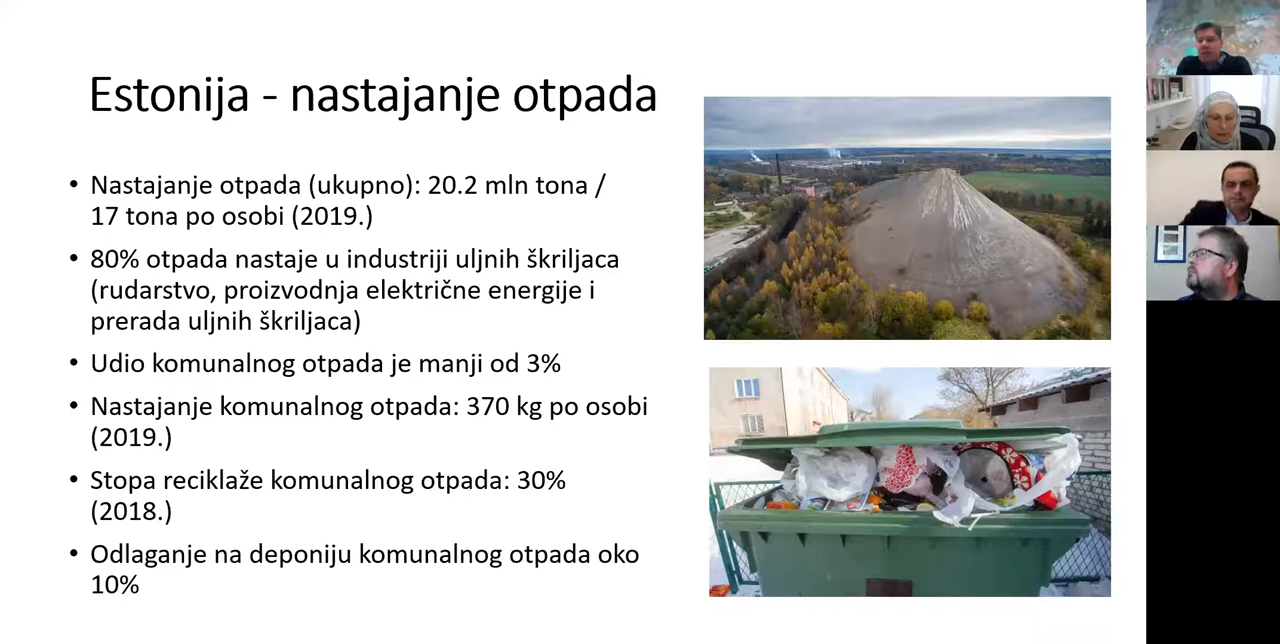 Estonija - nastajanje otpada
• Nastajanje otpada (ukupno): 20.2 mln tona /
17 tona po osobi (2019.)
• 80% otpada nastaje u industriji uljnih škriljaca
(rudarstvo, proizvodnja električne energije i
prerada uljnih škriljaca)
• Udio komunalnog otpada je manji od 3%
• Nastajanje komunalnog otpada: 370 kg po osobi
(2019.)
• Stopa reciklaže komunalnog otpada: 30%
(2018.)
• Odlaganje na deponiju komunalnog otpada oko
10%